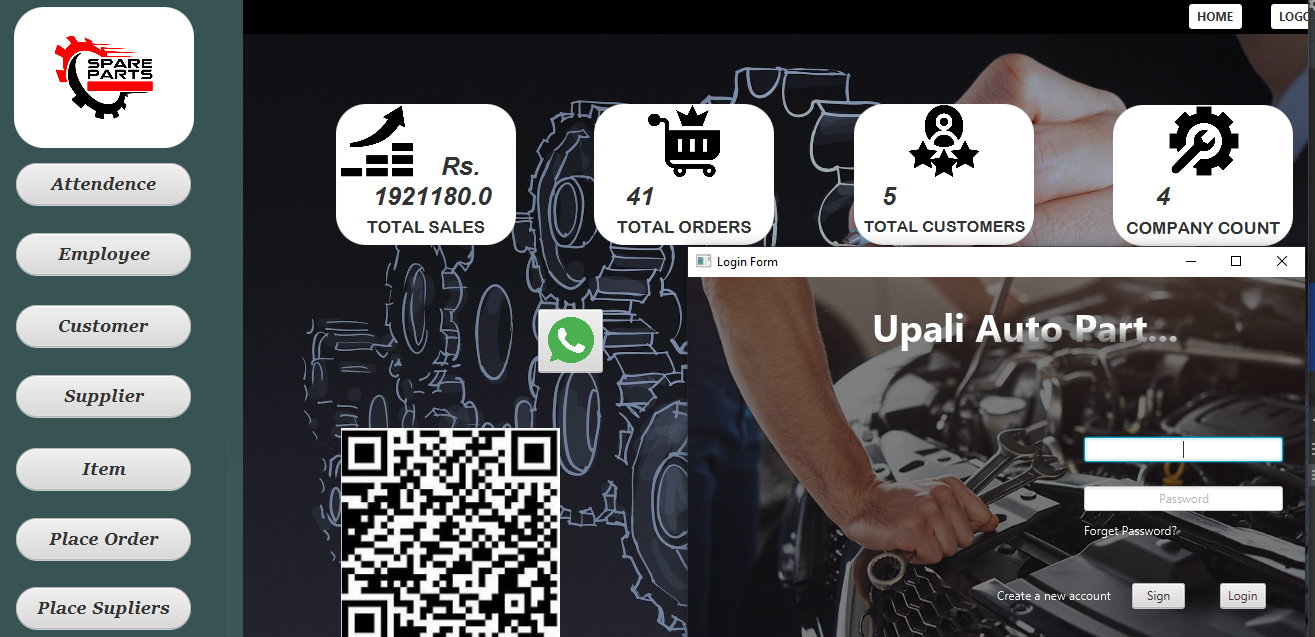 HOME
LOGO
SPARE
PARTS
Attendence
Employee
Customer
Supplier
Item
Place Order
Place Supliers
Rs.
1921180.0
TOTAL SALES
41
TOTAL ORDERS
5
TOTAL CUSTOMERS
4
COMPANY COUNT
Login Form
Upali Auto Part...
Password
Forget Password?
Create a new account
Sign
Login